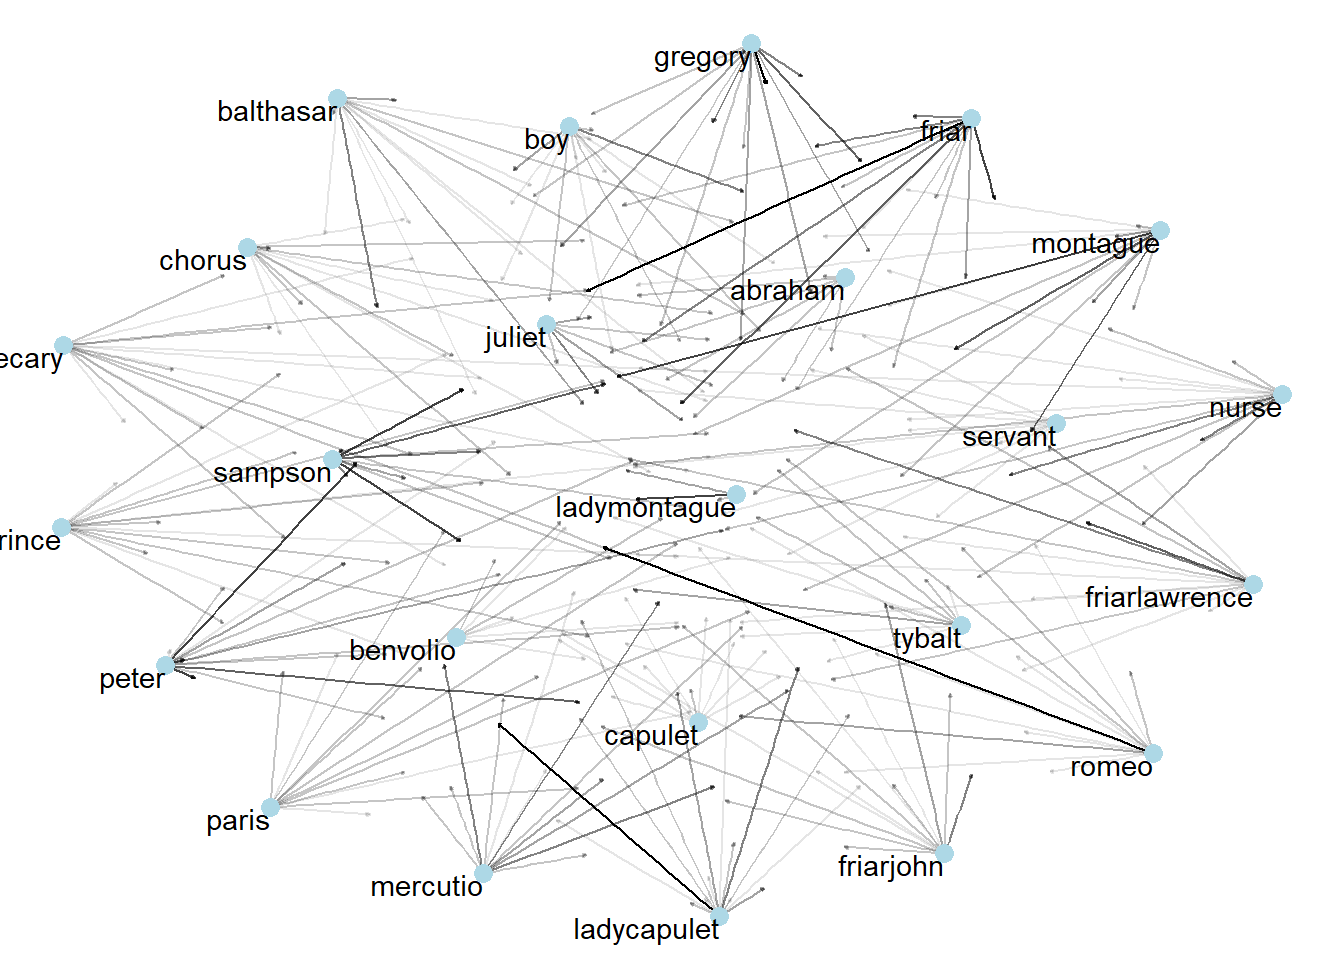 gregory
balthasar
boy
friar
montague
chorus
abraham
juliet
ecary
nurse
servant
sampson
ladymontague
rince
friarlawrence
tybalt
benvolio
peter
capulet
romeo
paris
friarjohn
mercutio
ladycapulet